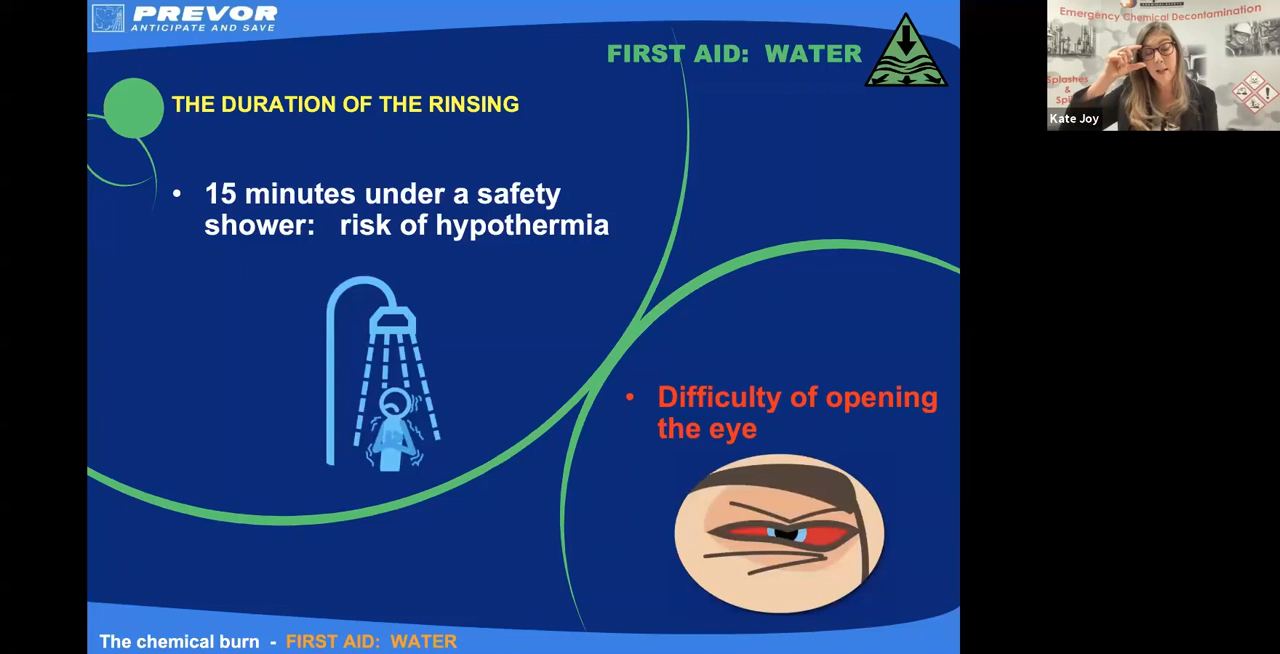 PREVOR
ANTICIPATE AND SAVE
FIRST AID: WATER
THE DURATION OF THE RINSING
• 15 minutes under a safety
shower: risk of hypothermia
• Difficulty of opening
the eye
The chemical burn - FIRST AID: WATER
Emergency Chemical Decontamination
Splashes
&
Kate Joy